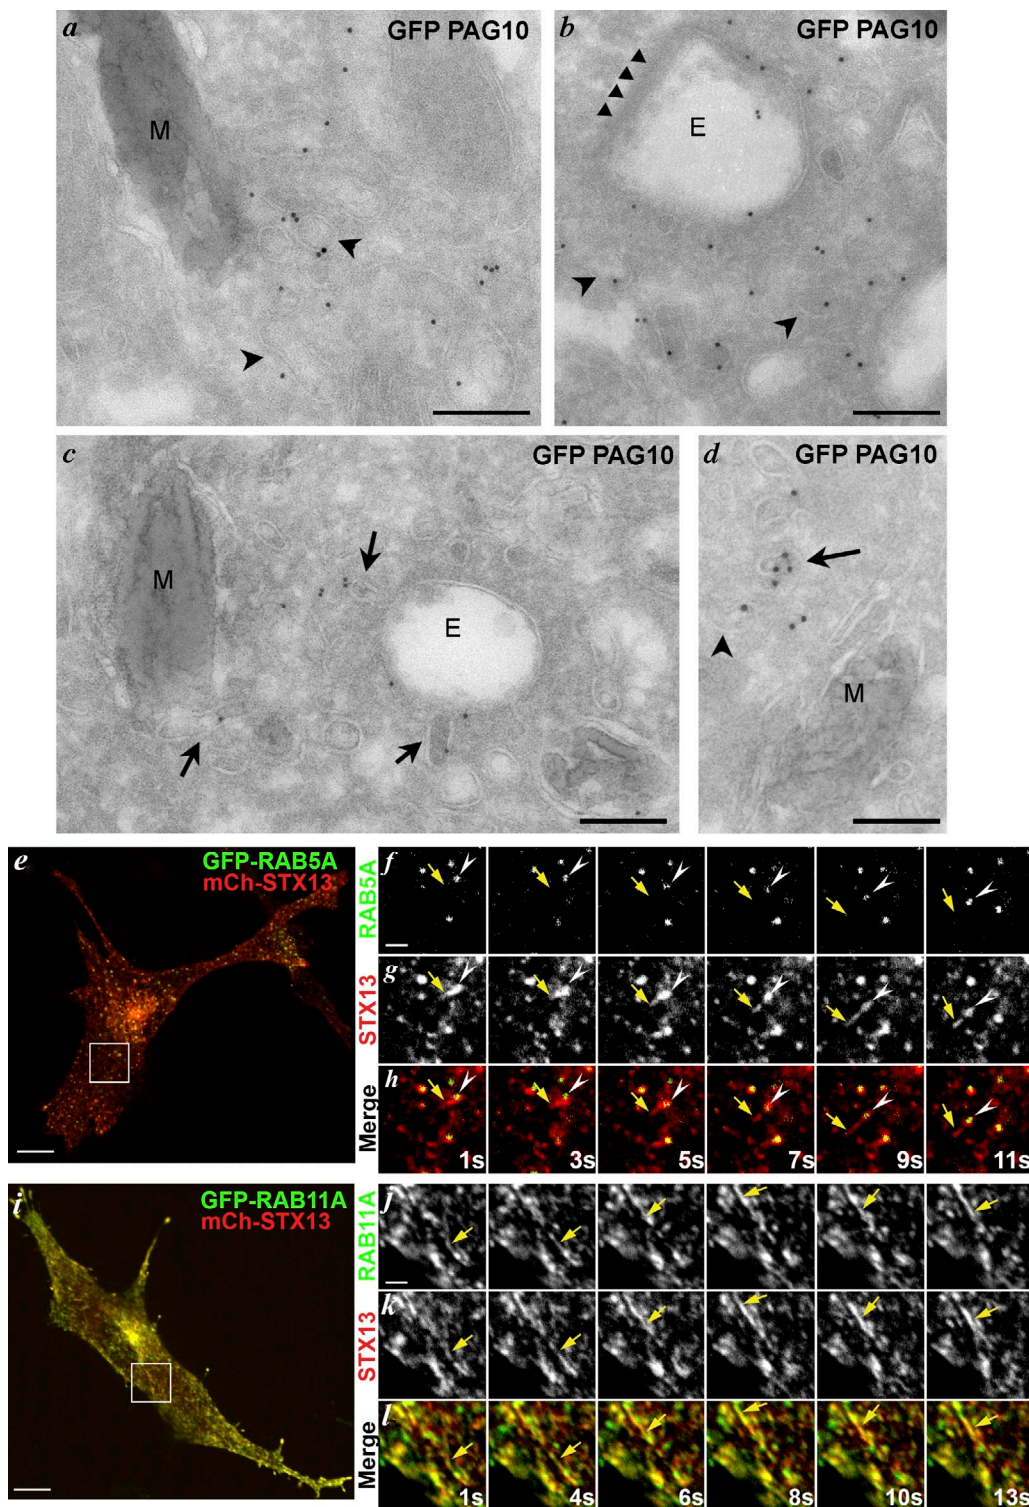 a
GFP PAG10
M
b
GFP PAG10
E
c
GFP PAG10
M
E
d
GFP PAG10
M
e
GFP-RAB5A
mCh-STX13
f
RAB5A
g
STX13
h
Merge
1s
3s
5s
7s
9s
11s
i
GFP-RAB11A
mCh-STX13
j
RAB11A
k
STX13
l
Merge
1s
4s
6s
8s
10s
13s